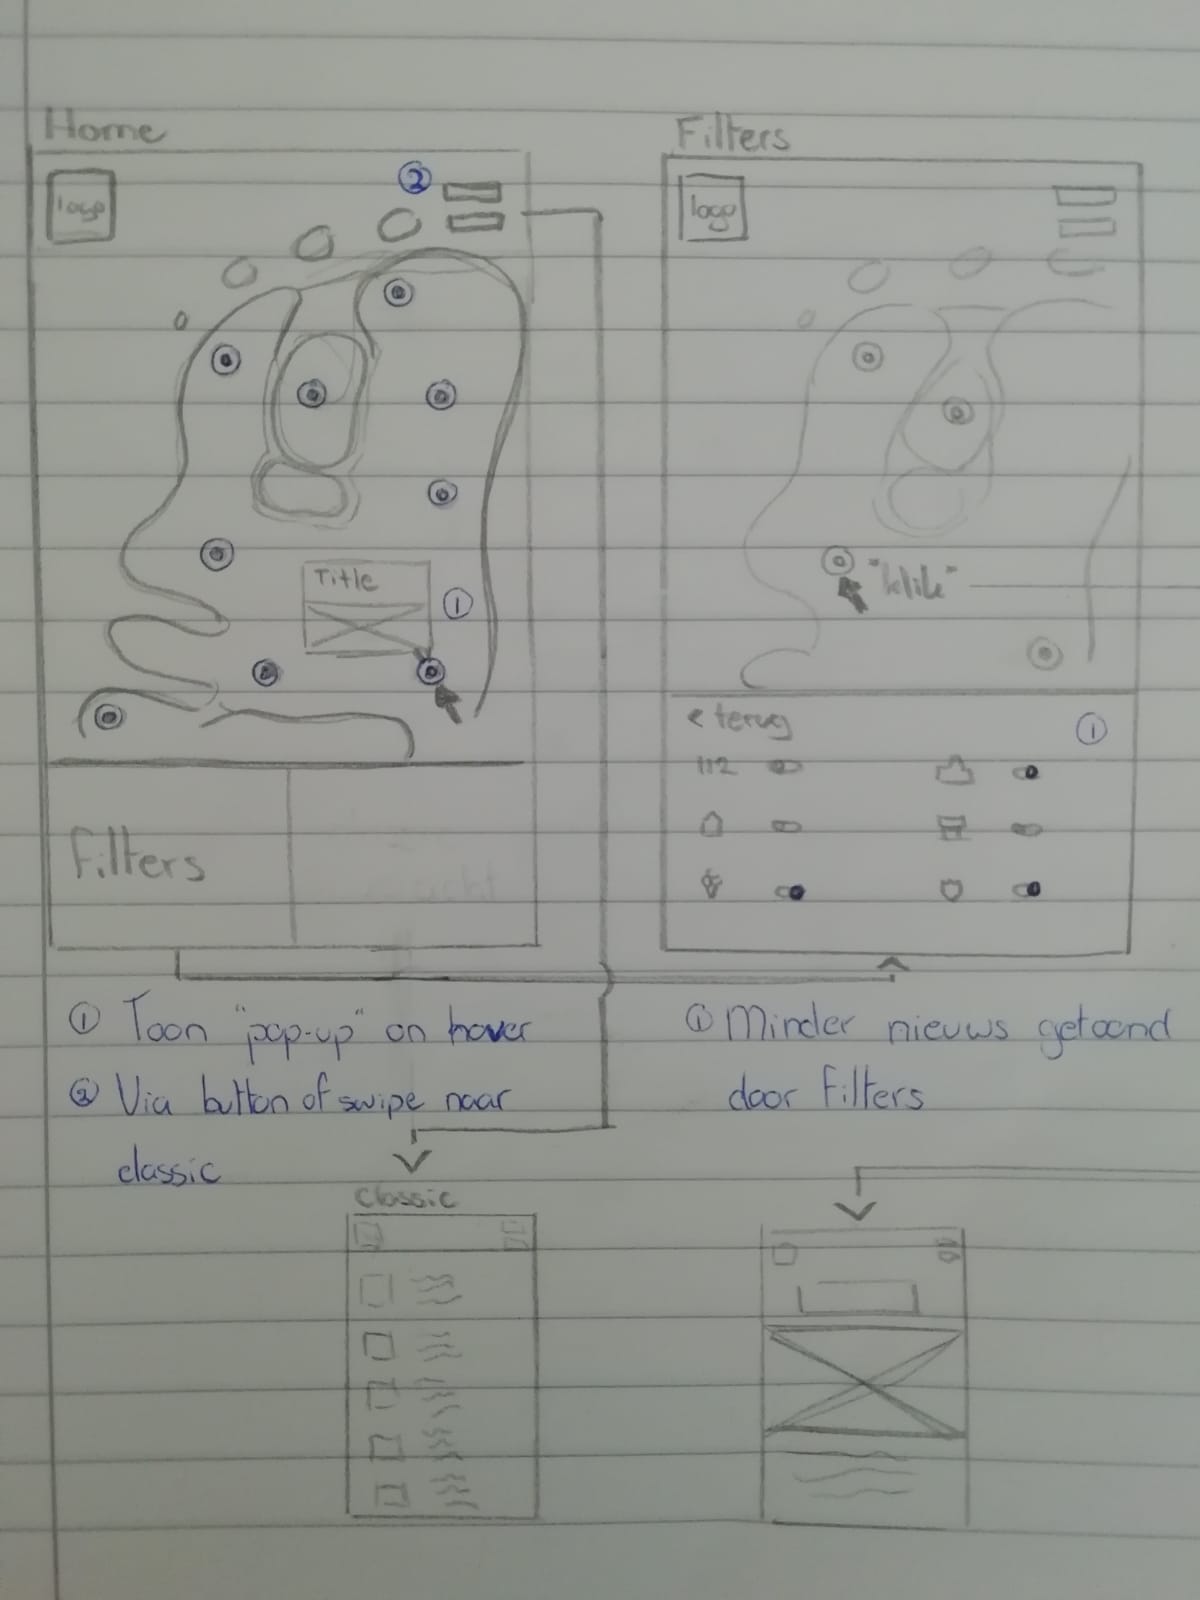 Home
Filters
logo
②
logo
Title
①
"klik"
< terug
①
112
Filters
① Toon "pop-up" on hover
② Via button of swipe naar
classic
① Minder nieuws getoond
door filters
Classic